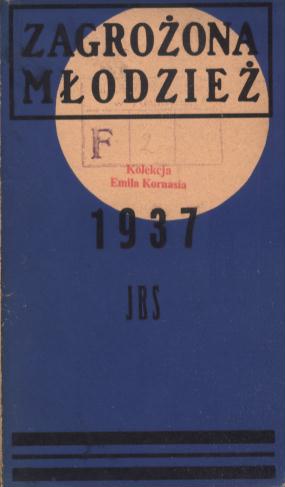 ZAGROŻONA
MŁODZIEŻ
F 2
Kolekcja
Emila Kornasia
1937
JBS